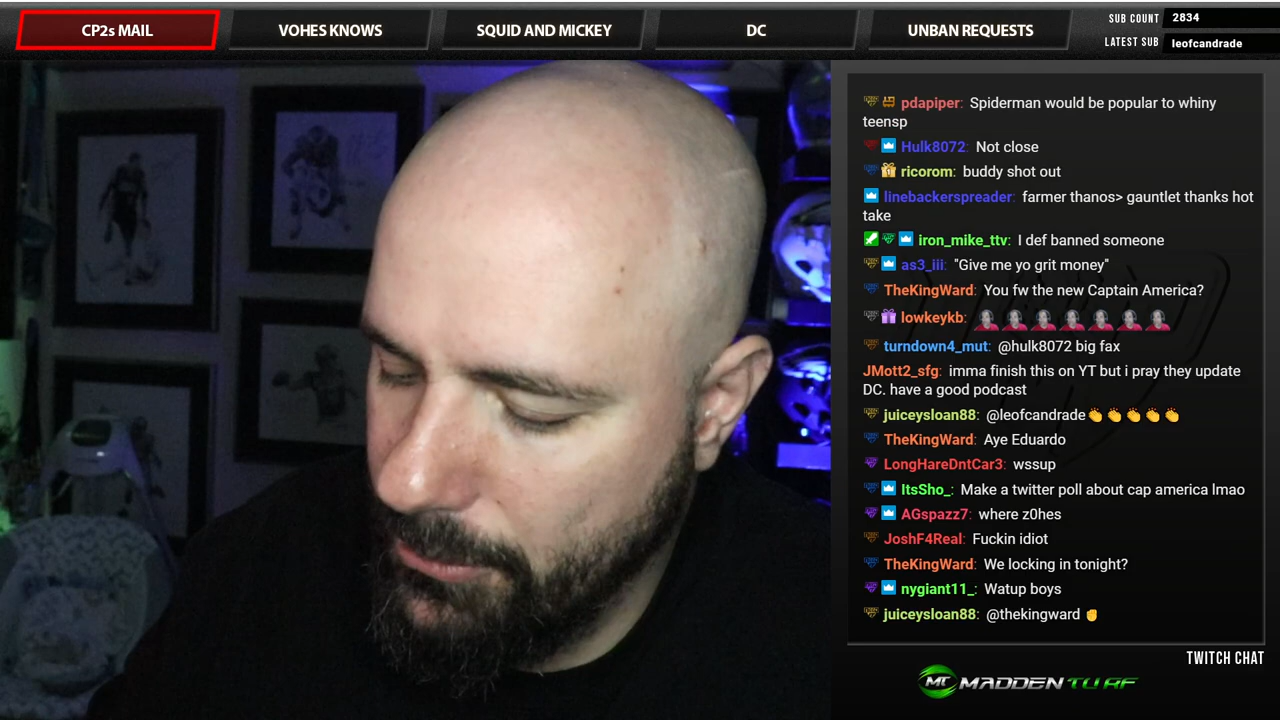 CP2s MAIL
VOHES KNOWS
SQUID AND MICKEY
DC
UNBAN REQUESTS
SUB COUNT 2834
LATEST SUB leofcandrade
pdapiper: Spiderman would be popular to whiny
teensp
Hulk8072: Not close
ricorom: buddy shot out
linebackerspreader: farmer thanos> gauntlet thanks hot
take
iron_mike_ttv: I def banned someone
as3_iii: "Give me yo grit money"
TheKingWard: You fw the new Captain America?
lowkeykb:
turndown4_mut: @hulk8072 big fax
JMott2_sfg: imma finish this on YT but i pray they update
DC. have a good podcast
juiceysloan88: @leofcandrade👏👏👏👏👏
TheKingWard: Aye Eduardo
LongHareDntCar3: wssup
ItsSho_: Make a twitter poll about cap america lmao
AGspazz7: where z0hes
JoshF4Real: Fuckin idiot
TheKingWard: We locking in tonight?
nygiant11_: Watup boys
juiceysloan88: @thekingward ✊
TWITCH CHAT
MT MADDEN TURF